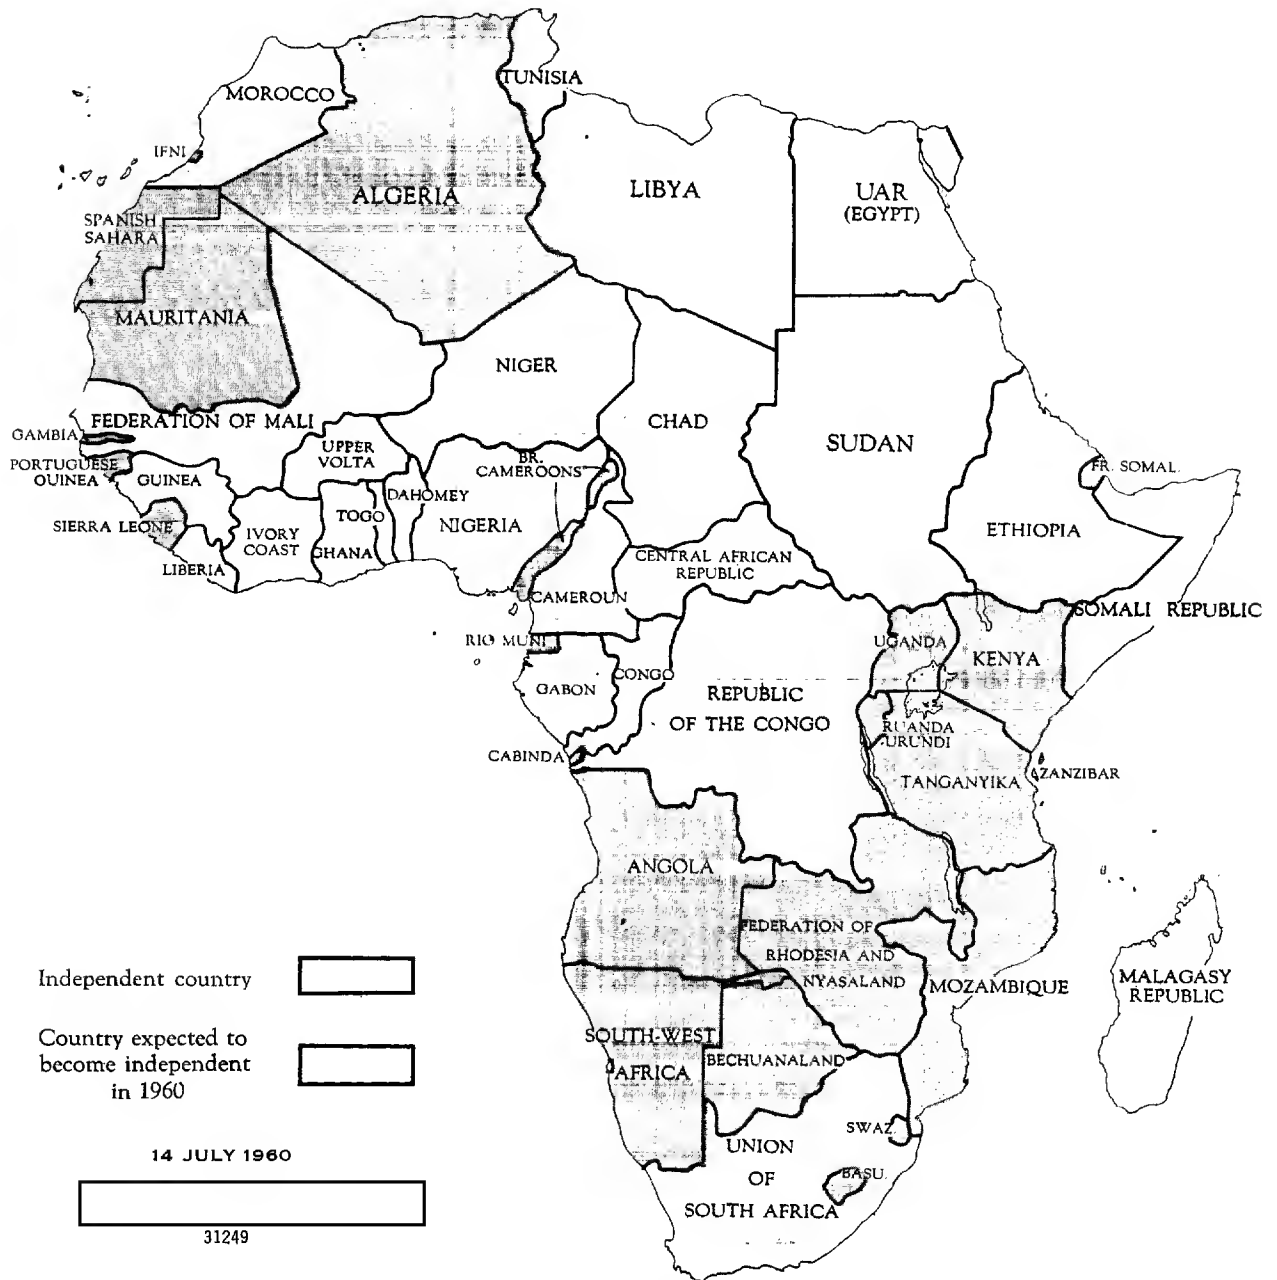 TUNISIA
MOROCCO
IFNI
ALGERIA
LIBYA
UAR
(EGYPT)
SPANISH
SAHARA
MAURITANIA
NIGER
CHAD
SUDAN
FEDERATION OF MALI
GAMBIA
UPPER
VOLTA
BR.
CAMEROONS
FR. SOMAL.
PORTUGUESE
GUINEA
GUINEA
DAHOMEY
TOGO
NIGERIA
SIERRA LEONE
IVORY
COAST
GHANA
ETHIOPIA
LIBERIA
CENTRAL AFRICAN
REPUBLIC
CAMEROUN
SOMALI REPUBLIC
RIO MUNI
UGANDA
KENYA
GABON
CONGO
REPUBLIC
OF THE CONGO
RUANDA
URUNDI
CABINDA
TANGANYIKA
ZANZIBAR
ANGOLA
FEDERATION OF
RHODESIA AND
NYASALAND
MOZAMBIQUE
MALAGASY
REPUBLIC
SOUTH-WEST
AFRICA
BECHUANALAND
SWAZ.
UNION
OF
SOUTH AFRICA
BASU.
Independent country
Country expected to
become independent
in 1960
14 JULY 1960
31249